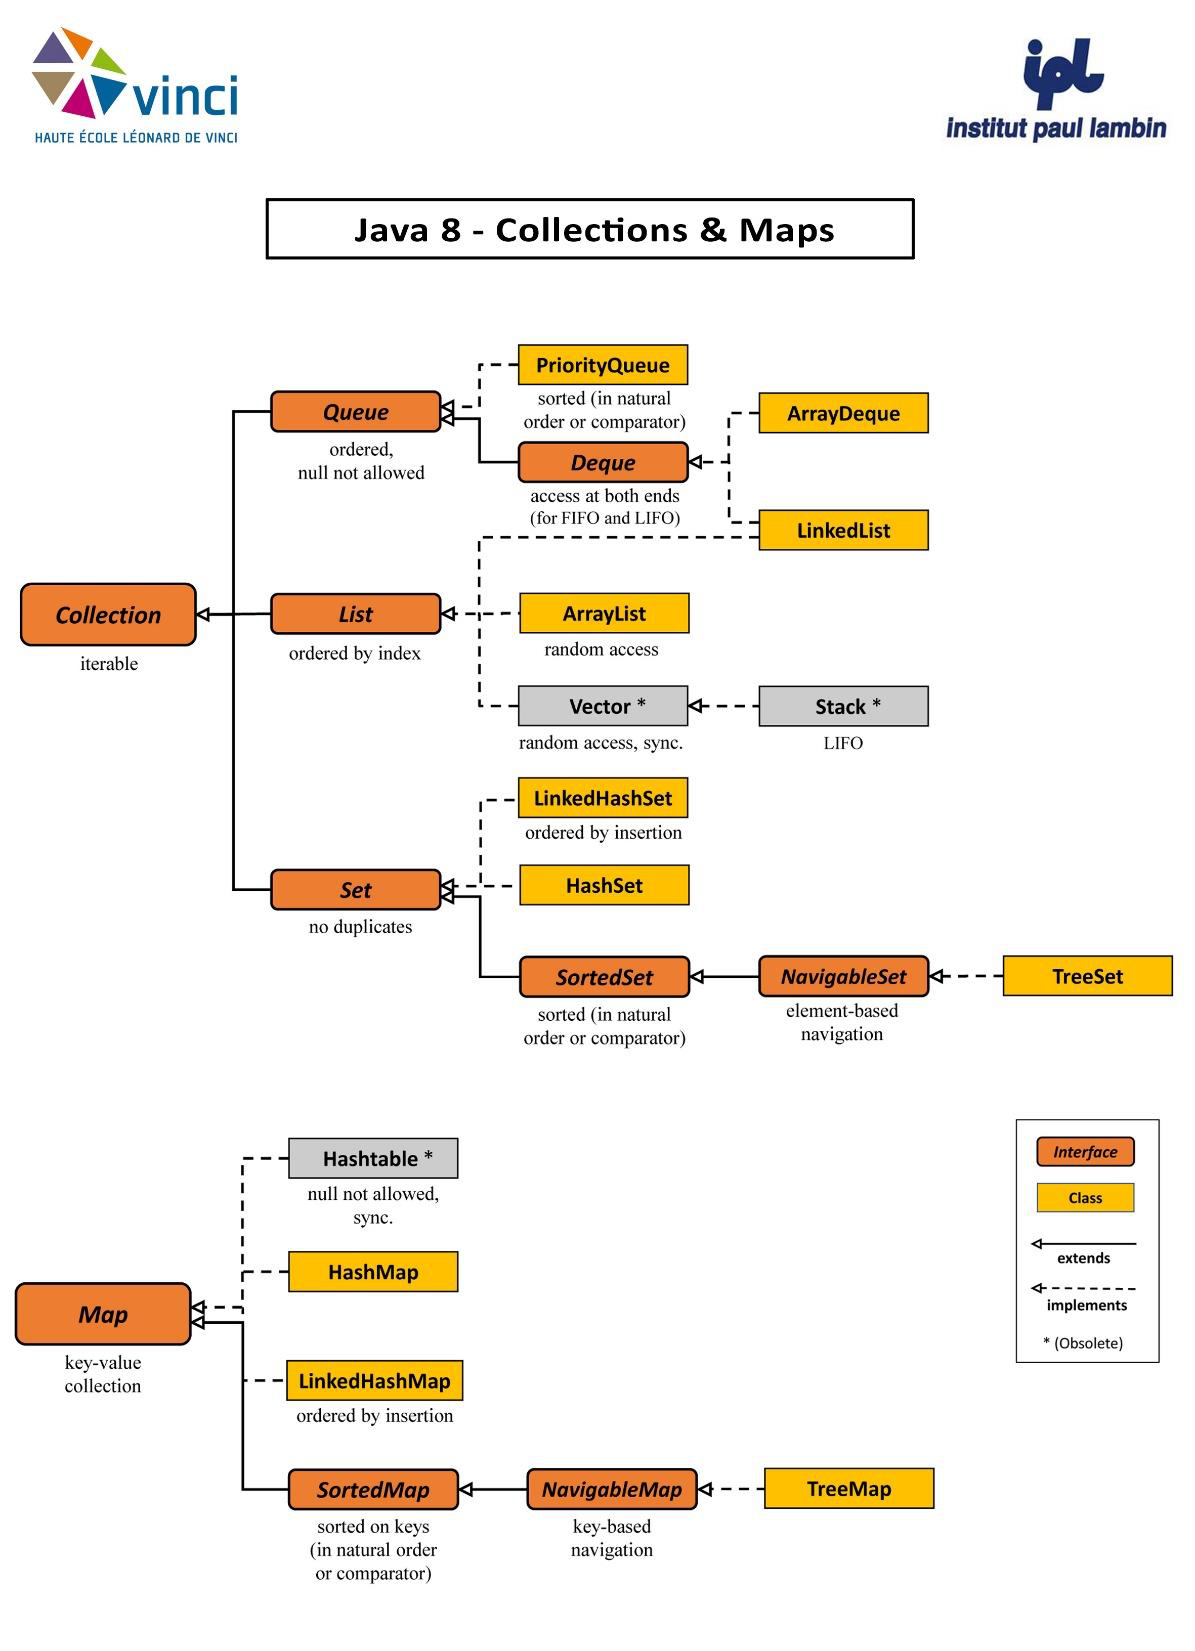 vinci
HAUTE ÉCOLE LÉONARD DE VINCI
ipl
institut paul lambin
Java 8 - Collections & Maps
PriorityQueue
sorted (in natural
order or comparator)
Queue
ordered,
null not allowed
ArrayDeque
Deque
access at both ends
(for FIFO and LIFO)
LinkedList
Collection
iterable
List
ordered by index
ArrayList
random access
Vector *
random access, sync.
Stack *
LIFO
LinkedHashSet
ordered by insertion
Set
no duplicates
HashSet
SortedSet
sorted (in natural
order or comparator)
NavigableSet
element-based
navigation
TreeSet
Hashtable *
null not allowed,
sync.
HashMap
Map
key-value
collection
LinkedHashMap
ordered by insertion
SortedMap
sorted on keys
(in natural order
or comparator)
NavigableMap
key-based
navigation
TreeMap
Interface
Class
extends
implements
* (Obsolete)